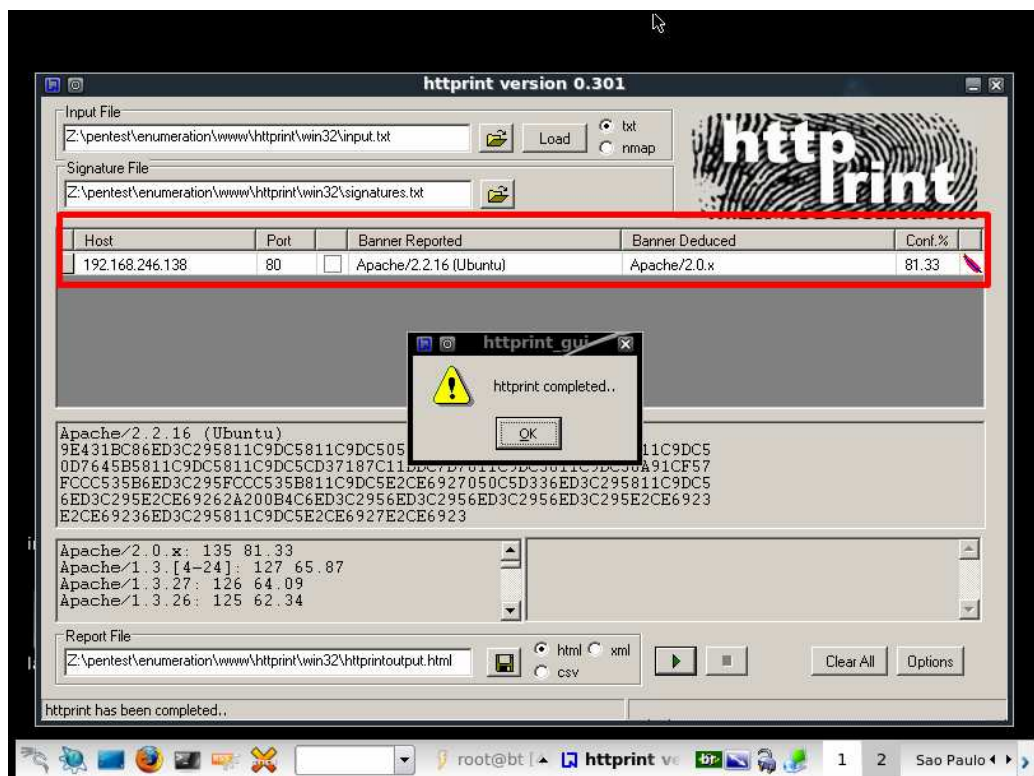 httprint version 0.301
Input File
Z:\pentest\enumeration\www\httprint\win32\input.txt
Load
txt
nmap
http
print
Signature File
Z:\pentest\enumeration\www\httprint\win32\signatures.txt
Host Port Banner Reported Banner Deduced Conf.%
192.168.246.138 80 Apache/2.2.16 (Ubuntu) Apache/2.0.x 81.33
httprint_gui
httprint completed..
OK
Apache/2.2.16 (Ubuntu)
9E431BC86ED3C295811C9DC5811C9DC505 11C9DC5
0D7645B5811C9DC5811C9DC5CD37187C11DDC7D7811C9DC5811C9DC58A91CF57
FCCC535B6ED3C295FCCC535B811C9DC5E2CE6927050C5D336ED3C295811C9DC5
6ED3C295E2CE69262A200B4C6ED3C2956ED3C2956ED3C2956ED3C295E2CE6923
E2CE69236ED3C295811C9DC5E2CE6927E2CE6923
Apache/2.0.x: 135 81.33
Apache/1.3.[4-24]: 127 65.87
Apache/1.3.27: 126 64.09
Apache/1.3.26: 125 62.34
Report File
Z:\pentest\enumeration\www\httprint\win32\httprintoutput.html
html
xml
csv
Clear All
Options
httprint has been completed..
root@bt [
httprint ve
br
1 2 Sao Paulo